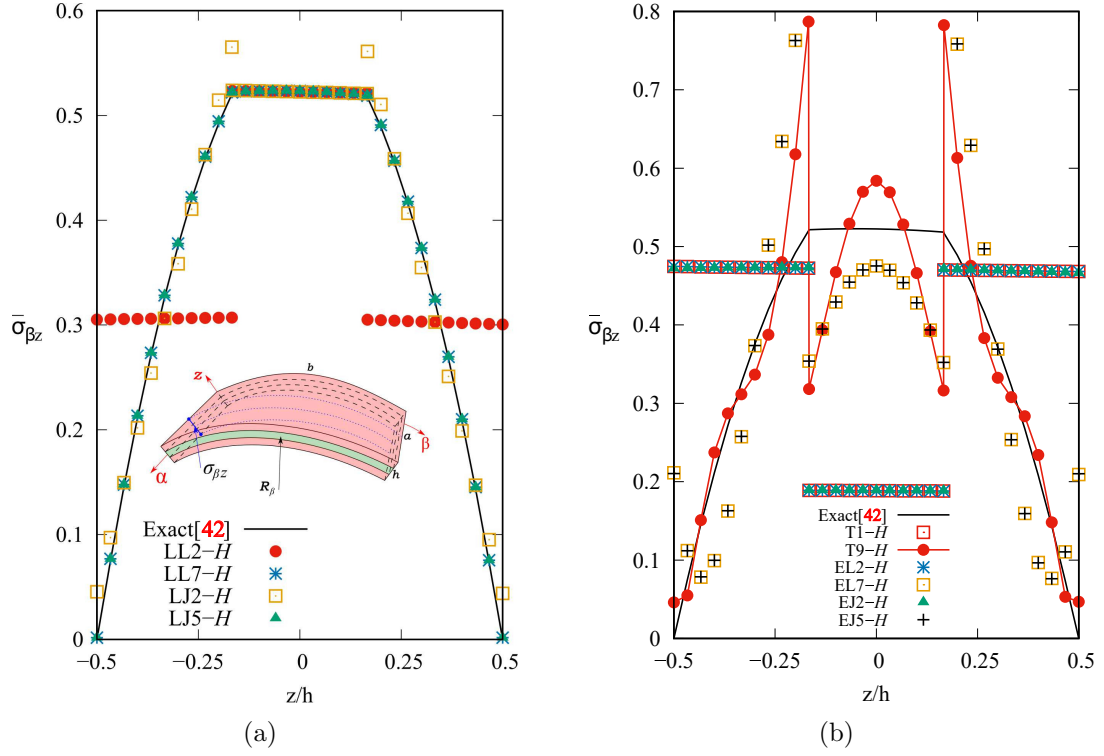 0.6
0.5
0.4
0.3
0.2
0.1
0
σ̅βz
z
b
a
β
h
α
σβz
Rβ
Exact[42]
LL2−H
LL7−H
LJ2−H
LJ5−H
−0.5
−0.25
0
0.25
0.5
z/h
(a)
0.8
0.7
0.6
0.5
0.4
0.3
0.2
0.1
0
σ̅βz
Exact[42]
T1−H
T9−H
EL2−H
EL7−H
EJ2−H
EJ5−H
−0.5
−0.25
0
0.25
0.5
z/h
(b)